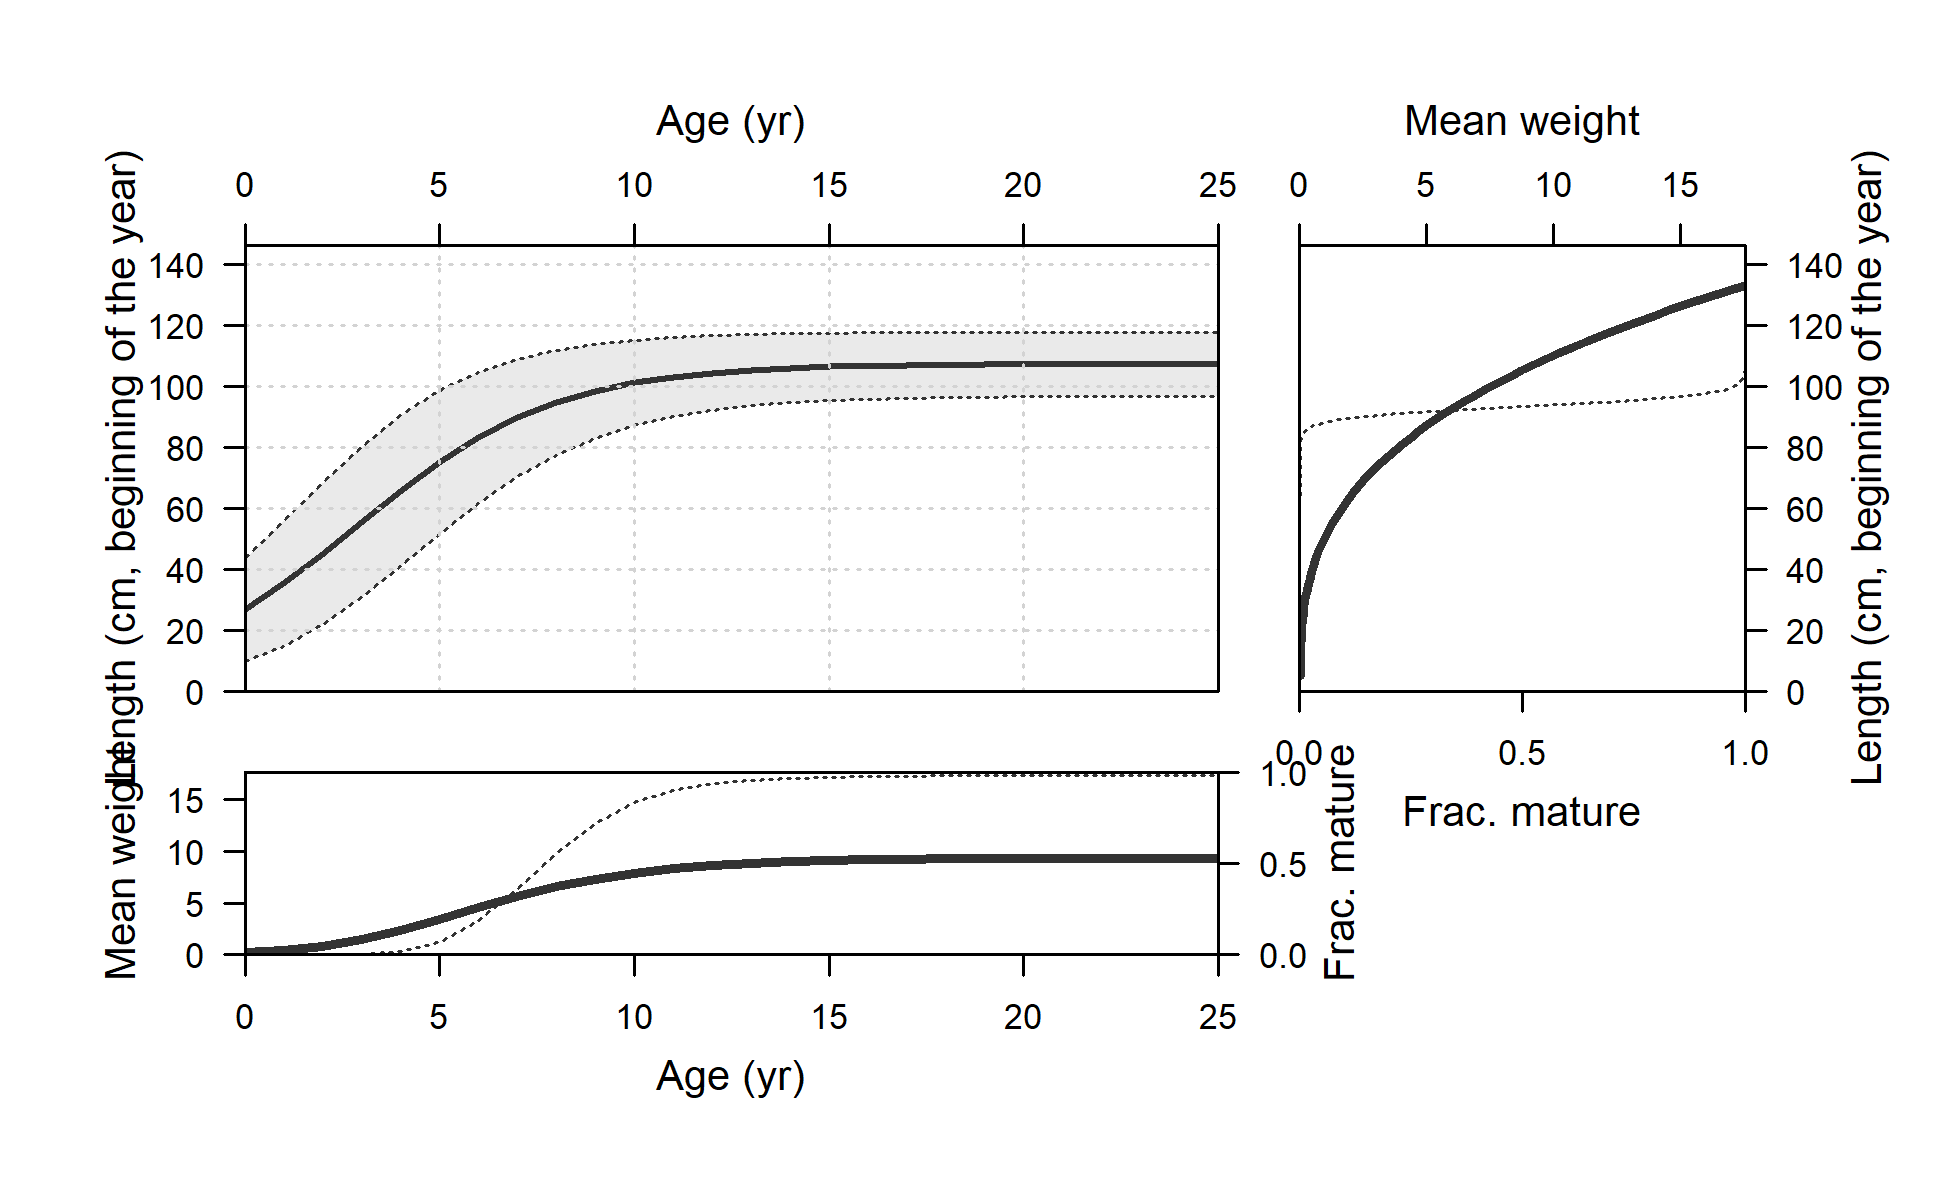 Age (yr)
Mean weight
0 5 10 15 20 25
0 5 10 15
Length (cm, beginning of the year)
140
120
100
80
60
40
20
0
140
120
100
80
60
40
20
0
Length (cm, beginning of the year)
0.0 0.5 1.0
Frac. mature
Mean weight
15
10
5
0
1.0
0.5
0.0
Frac. mature
0 5 10 15 20 25
Age (yr)